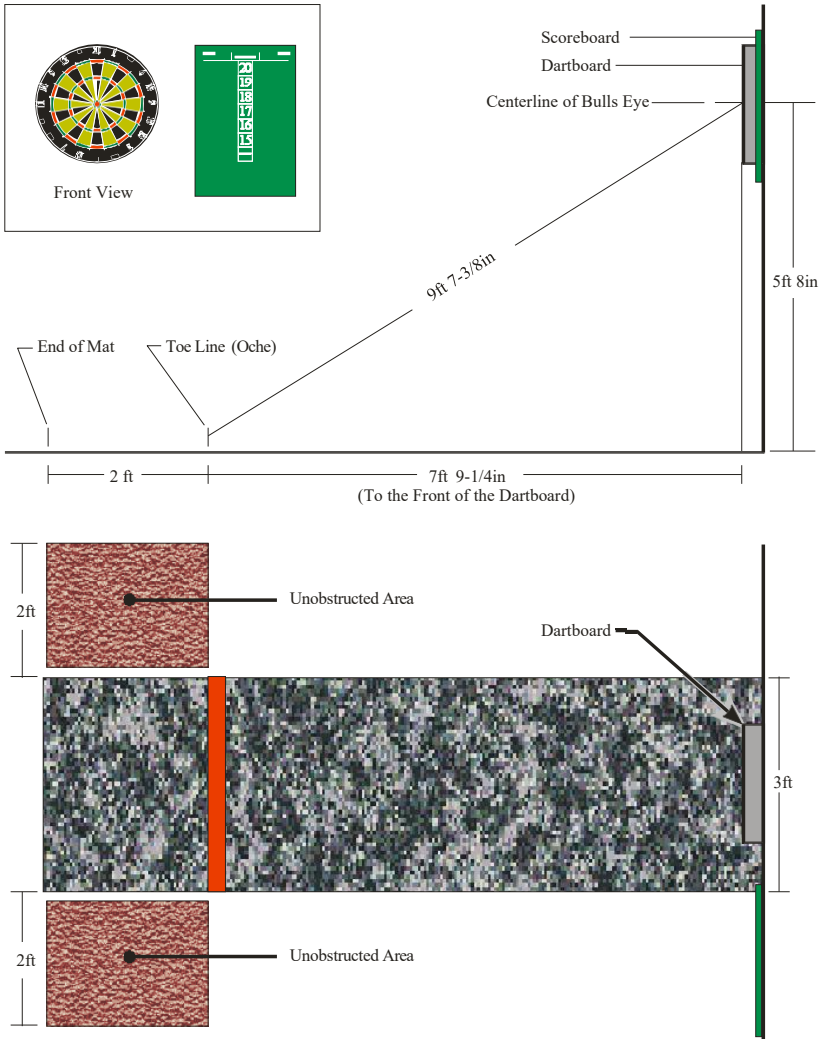 Scoreboard
Dartboard
Centerline of Bulls Eye
20
19
18
17
16
15
Front View
9ft 7-3/8in
5ft 8in
End of Mat
Toe Line (Oche)
2 ft
7ft 9-1/4in
(To the Front of the Dartboard)
2ft
Unobstructed Area
Dartboard
3ft
2ft
Unobstructed Area